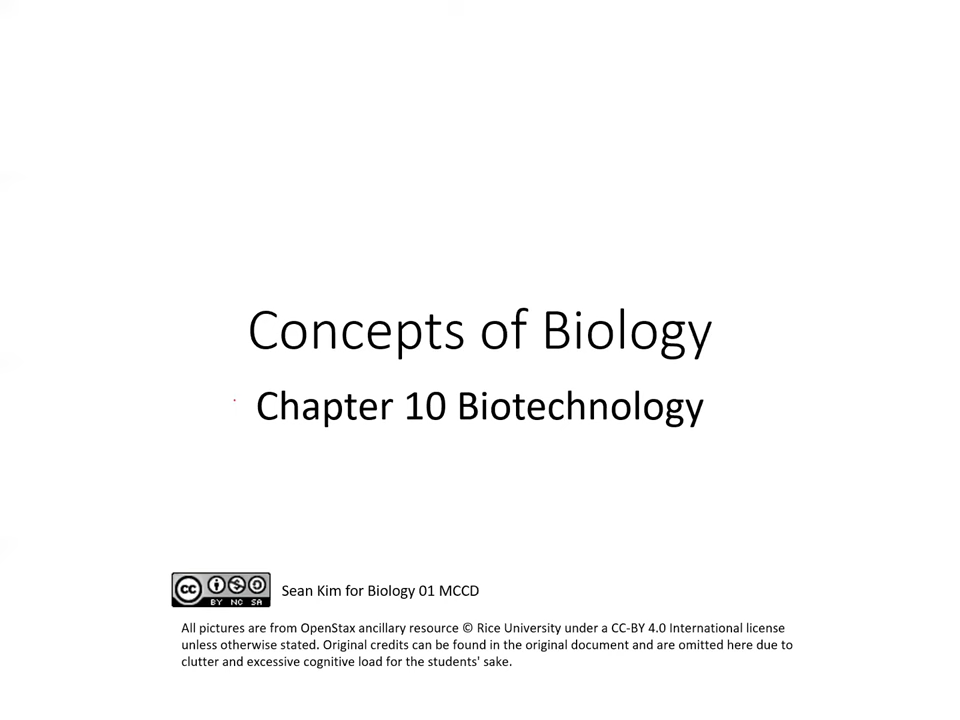 Concepts of Biology
Chapter 10 Biotechnology
cc
BY NC SA
Sean Kim for Biology 01 MCCD
All pictures are from OpenStax ancillary resource © Rice University under a CC-BY 4.0 International license
unless otherwise stated. Original credits can be found in the original document and are omitted here due to
clutter and excessive cognitive load for the students' sake.